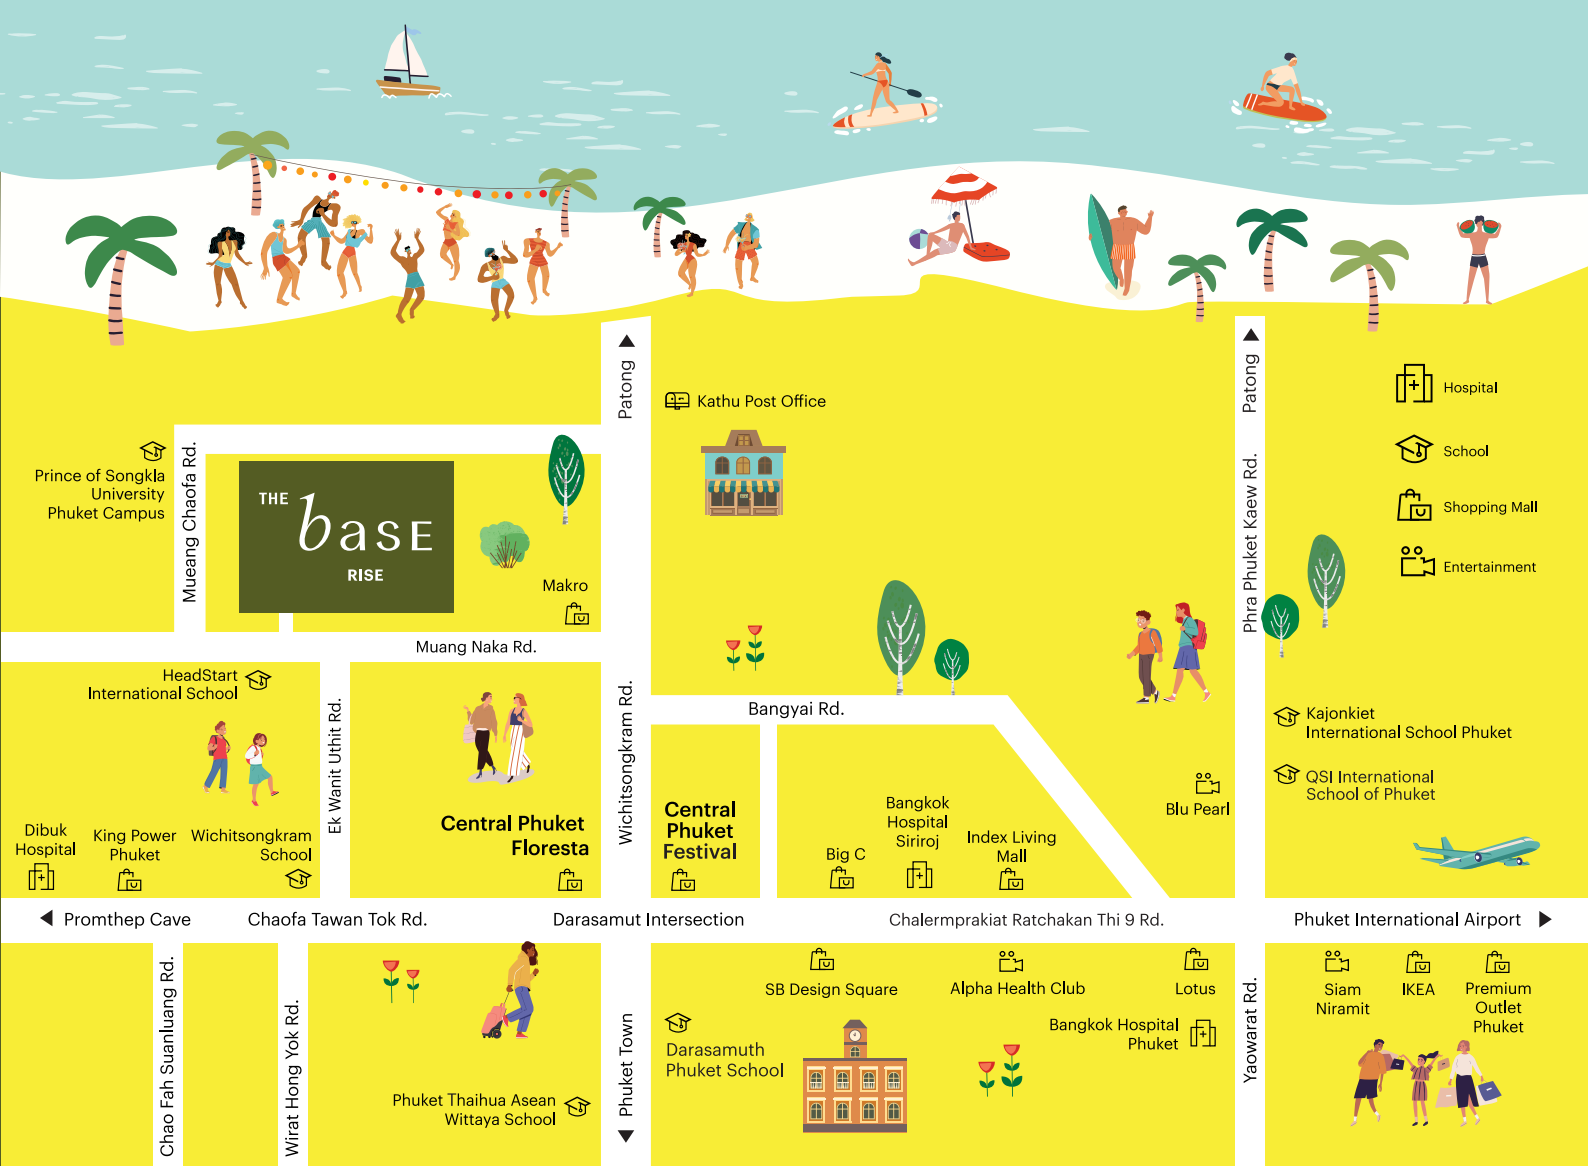 Patong
Patong
Kathu Post Office
Hospital
School
Shopping Mall
Entertainment
Prince of Songkla
University
Phuket Campus
Mueang Chaofa Rd.
THE
base
RISE
Makro
Phra Phuket Kaew Rd.
Muang Naka Rd.
HeadStart
International School
Ek Wanit Uthit Rd.
Wichitsongkram Rd.
Bangyai Rd.
Kajonkiet
International School Phuket
QSI International
School of Phuket
Blu Pearl
Dibuk
Hospital
King Power
Phuket
Wichitsongkram
School
Central Phuket
Floresta
Central
Phuket
Festival
Big C
Bangkok
Hospital
Siriroj
Index Living
Mall
Promthep Cave
Chaofa Tawan Tok Rd.
Darasamut Intersection
Chalermprakiat Ratchakan Thi 9 Rd.
Phuket International Airport
Chao Fah Suanluang Rd.
Wirat Hong Yok Rd.
Phuket Thaihua Asean
Wittaya School
Phuket Town
SB Design Square
Alpha Health Club
Lotus
Darasamuth
Phuket School
Bangkok Hospital
Phuket
Yaowarat Rd.
Siam
Niramit
IKEA
Premium
Outlet
Phuket